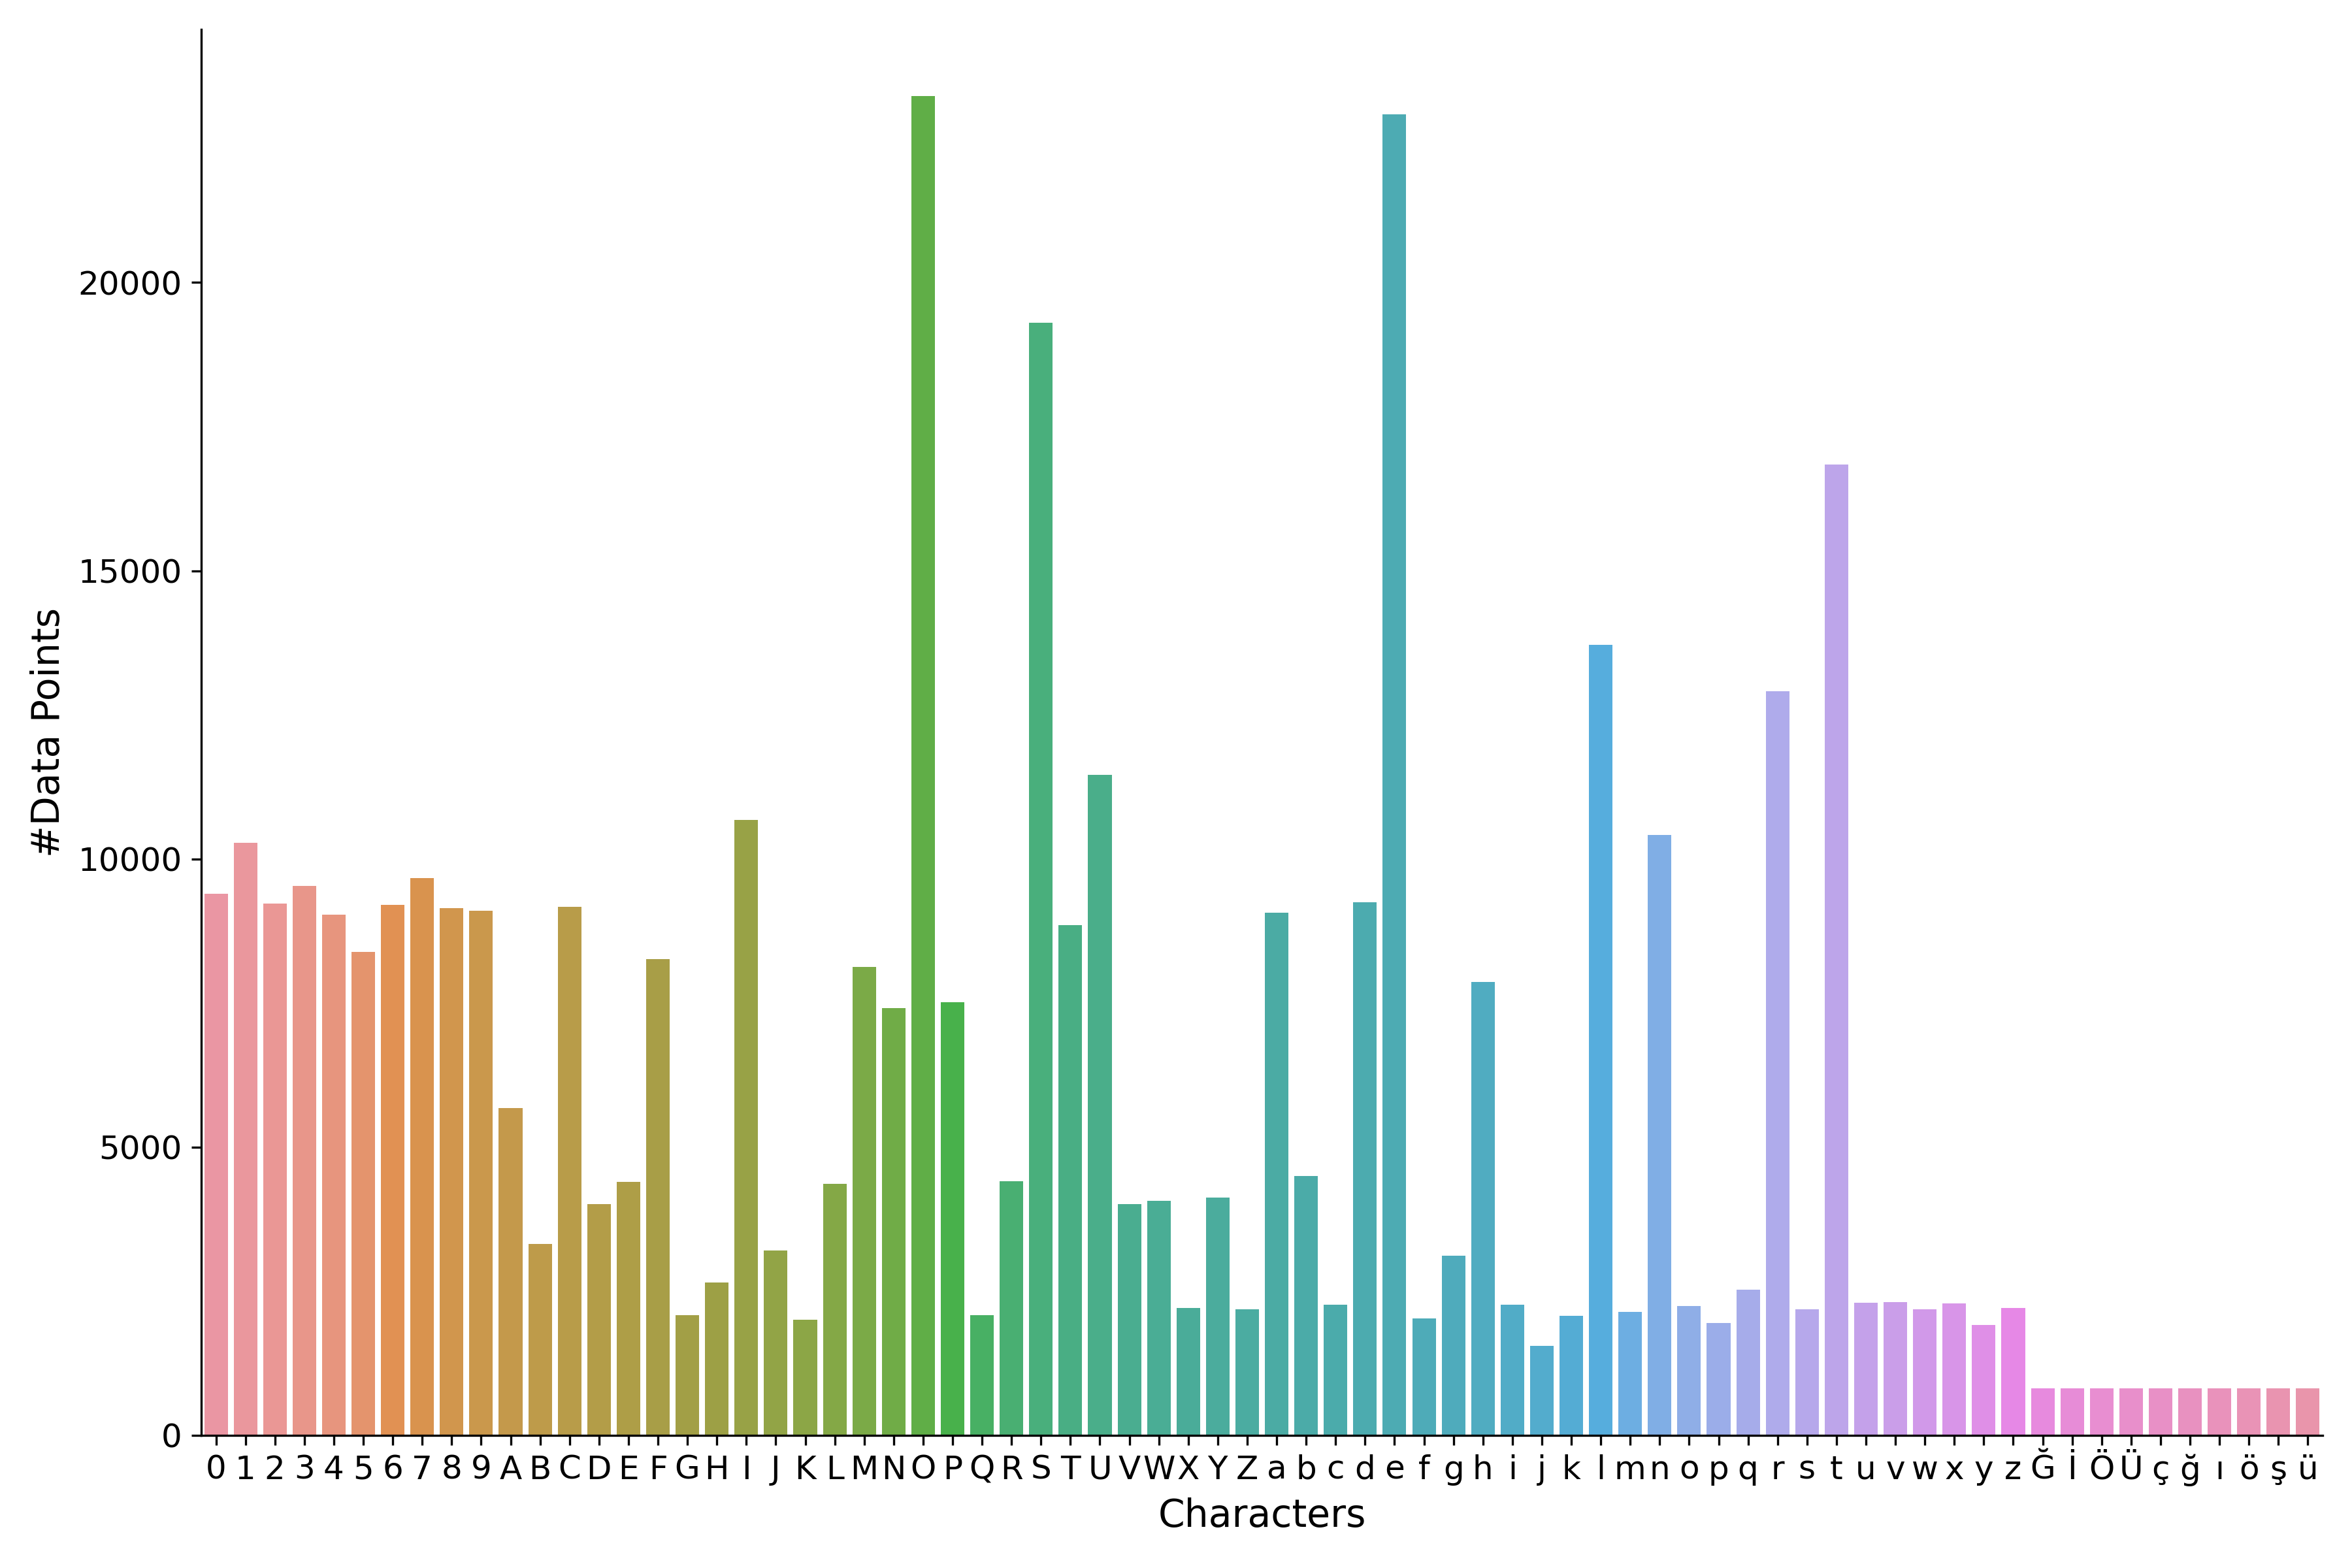 #Data Points
20000
15000
10000
5000
0
0 1 2 3 4 5 6 7 8 9 A B C D E F G H I J K L M N O P Q R S T U V W X Y Z a b c d e f g h i j k l m n o p q r s t u v w x y z Ğ İ Ö Ü ç ğ ı ö ş ü
Characters